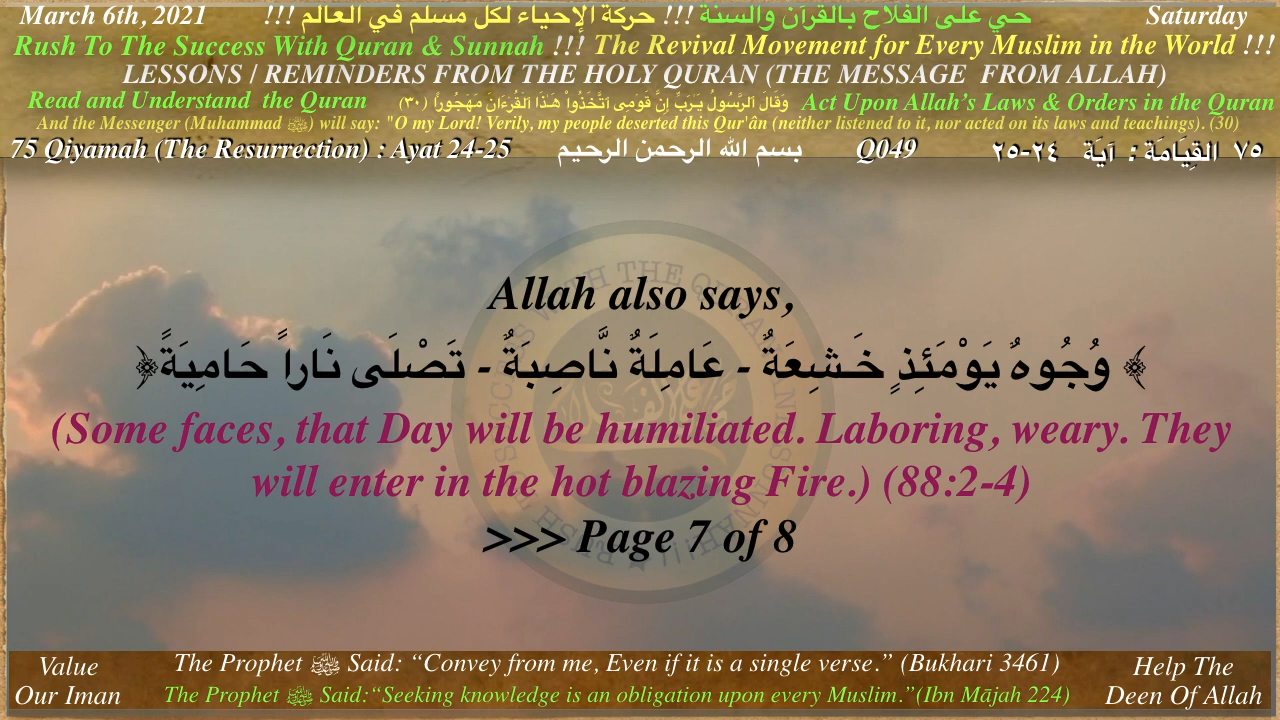 March 6th, 2021 !!! حركة الإحياء لكل مسلم في العالم !!! حي على الفلاح بالقرآن والسنة Saturday
Rush To The Success With Quran & Sunnah !!! The Revival Movement for Every Muslim in the World !!!
LESSONS / REMINDERS FROM THE HOLY QURAN (THE MESSAGE FROM ALLAH)
Read and Understand the Quran وَقَالَ ٱلرَّسُولُ يَـٰرَبِّ إِنَّ قَوْمِى ٱتَّخَذُواْ هَـٰذَا ٱلْقُرْءَانَ مَهْجُورًا (٣٠) Act Upon Allah’s Laws & Orders in the Quran
And the Messenger (Muhammad ﷺ) will say: "O my Lord! Verily, my people deserted this Qur'ân (neither listened to it, nor acted on its laws and teachings). (30)
75 Qiyamah (The Resurrection) : Ayat 24-25 بسم الله الرحمن الرحيم Q049 ٧٥ القِيَامَة : آيَة ٢٤-٢٥
Allah also says,
﴿ وُجُوهٌ يَوْمَئِذٍ خَـشِعَةٌ - عَامِلَةٌ نَّاصِبَةٌ - تَصْلَى نَاراً حَامِيَةً﴾
(Some faces, that Day will be humiliated. Laboring, weary. They
will enter in the hot blazing Fire.) (88:2-4)
>>> Page 7 of 8
Value The Prophet ﷺ Said: “Convey from me, Even if it is a single verse.” (Bukhari 3461) Help The
Our Iman The Prophet ﷺ Said:“Seeking knowledge is an obligation upon every Muslim.”(Ibn Mājah 224) Deen Of Allah